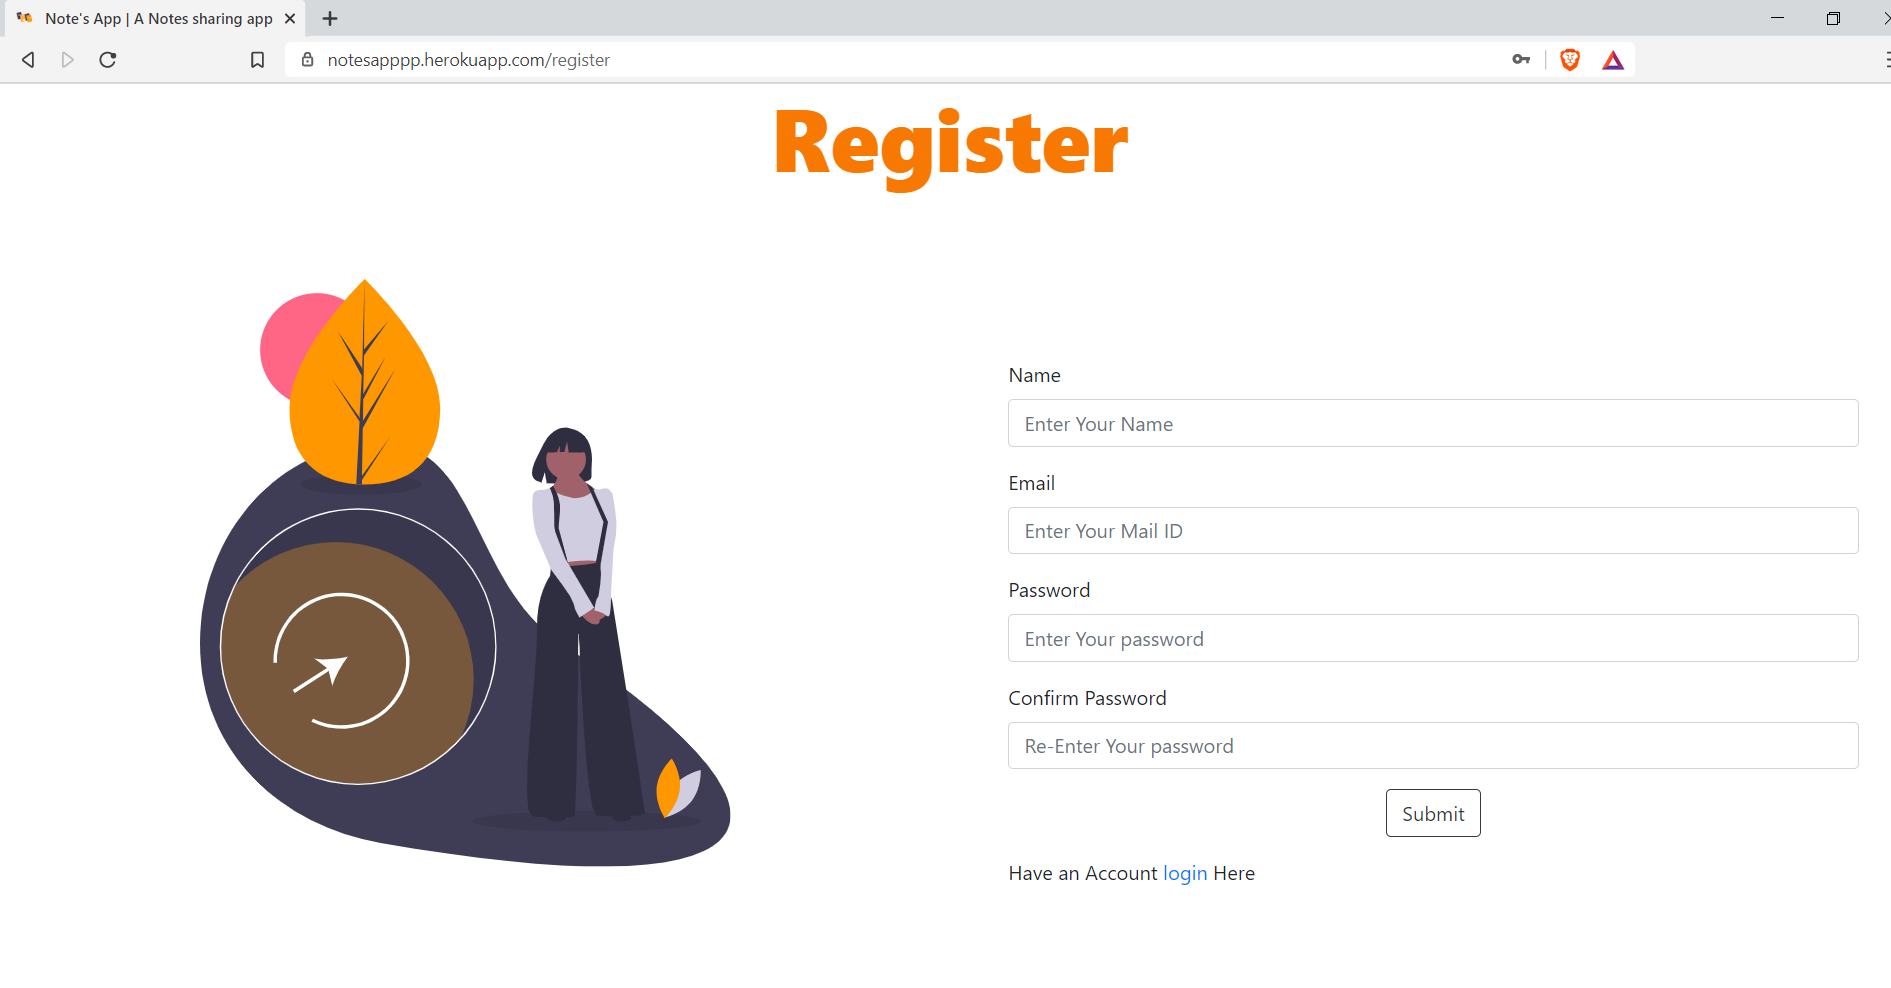 Note's App | A Notes sharing app
notesapppp.herokuapp.com/register
Register
Name
Enter Your Name
Email
Enter Your Mail ID
Password
Enter Your password
Confirm Password
Re-Enter Your password
Submit
Have an Account login Here